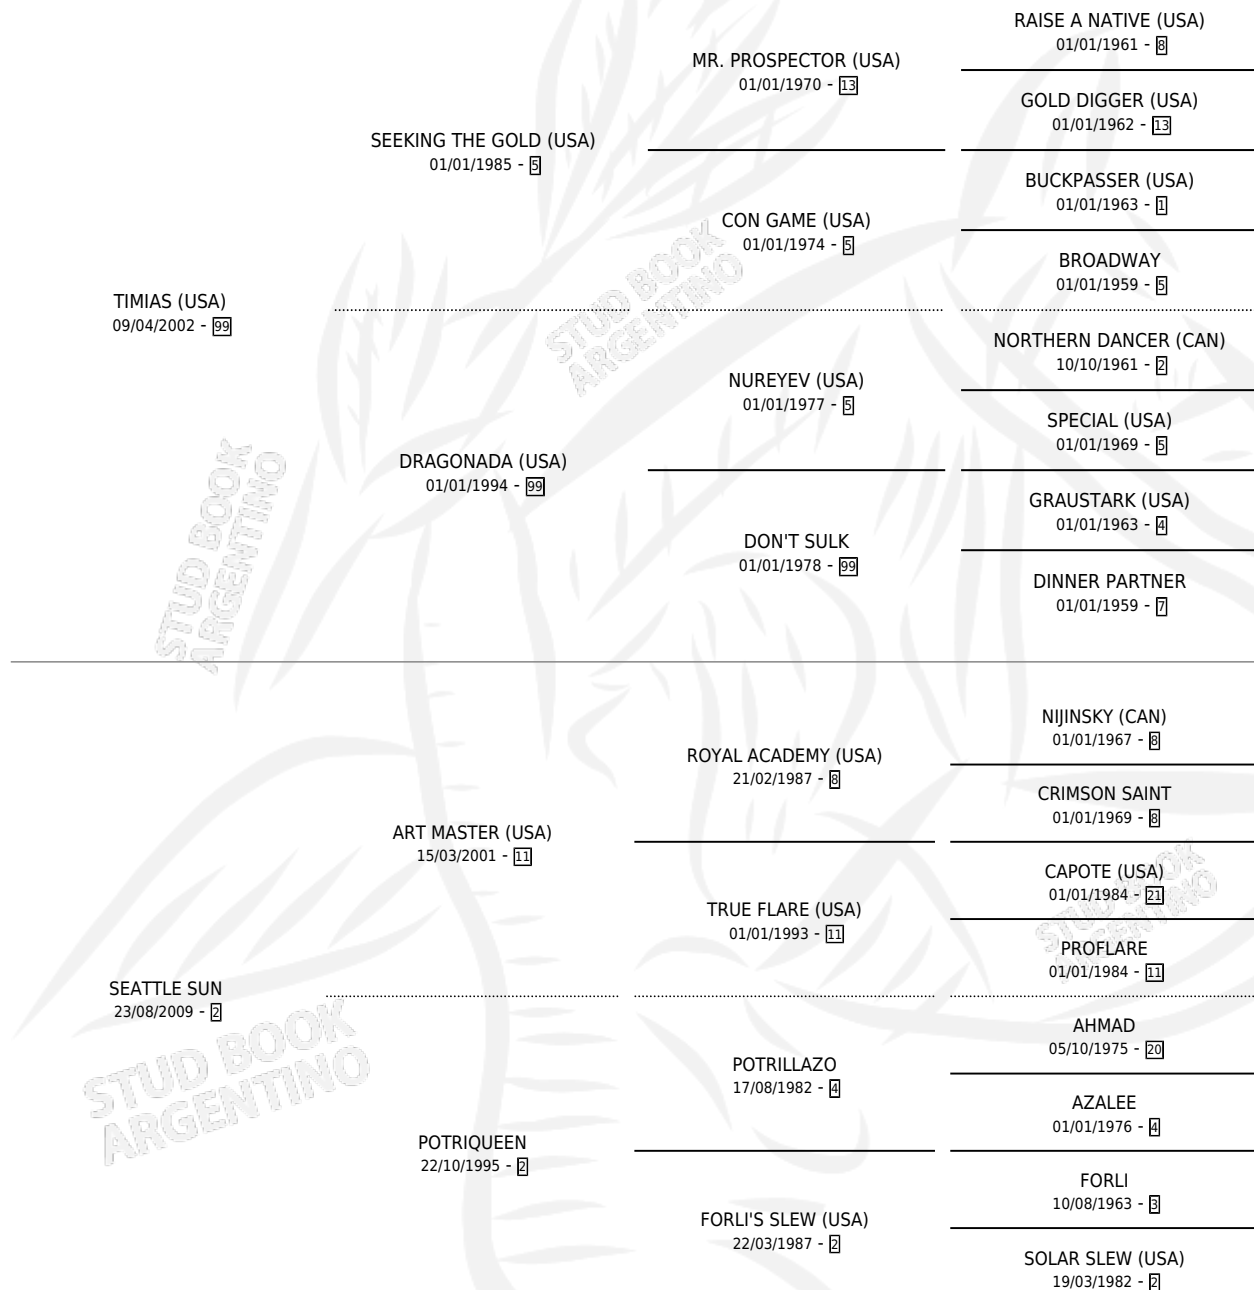 RAISE A NATIVE (USA)
01/01/1961 - 8
MR. PROSPECTOR (USA)
01/01/1970 - 13
GOLD DIGGER (USA)
01/01/1962 - 13
SEEKING THE GOLD (USA)
01/01/1985 - 5
BUCKPASSER (USA)
01/01/1963 - 1
CON GAME (USA)
01/01/1974 - 5
BROADWAY
01/01/1959 - 5
TIMIAS (USA)
09/04/2002 - 99
NORTHERN DANCER (CAN)
10/10/1961 - 2
NUREYEV (USA)
01/01/1977 - 5
SPECIAL (USA)
01/01/1969 - 5
DRAGONADA (USA)
01/01/1994 - 99
GRAUSTARK (USA)
01/01/1963 - 4
DON'T SULK
01/01/1978 - 99
DINNER PARTNER
01/01/1959 - 7
NIJINSKY (CAN)
01/01/1967 - 8
ROYAL ACADEMY (USA)
21/02/1987 - 8
CRIMSON SAINT
01/01/1969 - 8
ART MASTER (USA)
15/03/2001 - 11
CAPOTE (USA)
01/01/1984 - 21
TRUE FLARE (USA)
01/01/1993 - 11
PROFLARE
01/01/1984 - 11
SEATTLE SUN
23/08/2009 - 2
AHMAD
05/10/1975 - 20
POTRILLAZO
17/08/1982 - 4
AZALEE
01/01/1976 - 4
POTRIQUEEN
22/10/1995 - 2
FORLI
10/08/1963 - 3
FORLI'S SLEW (USA)
22/03/1987 - 2
SOLAR SLEW (USA)
19/03/1982 - 2
STUD BOOK
ARGENTINO
STUD BOOK
ARGENTINO
STUD BOOK
ARGENTINO
STUD BOOK
ARGENTINO